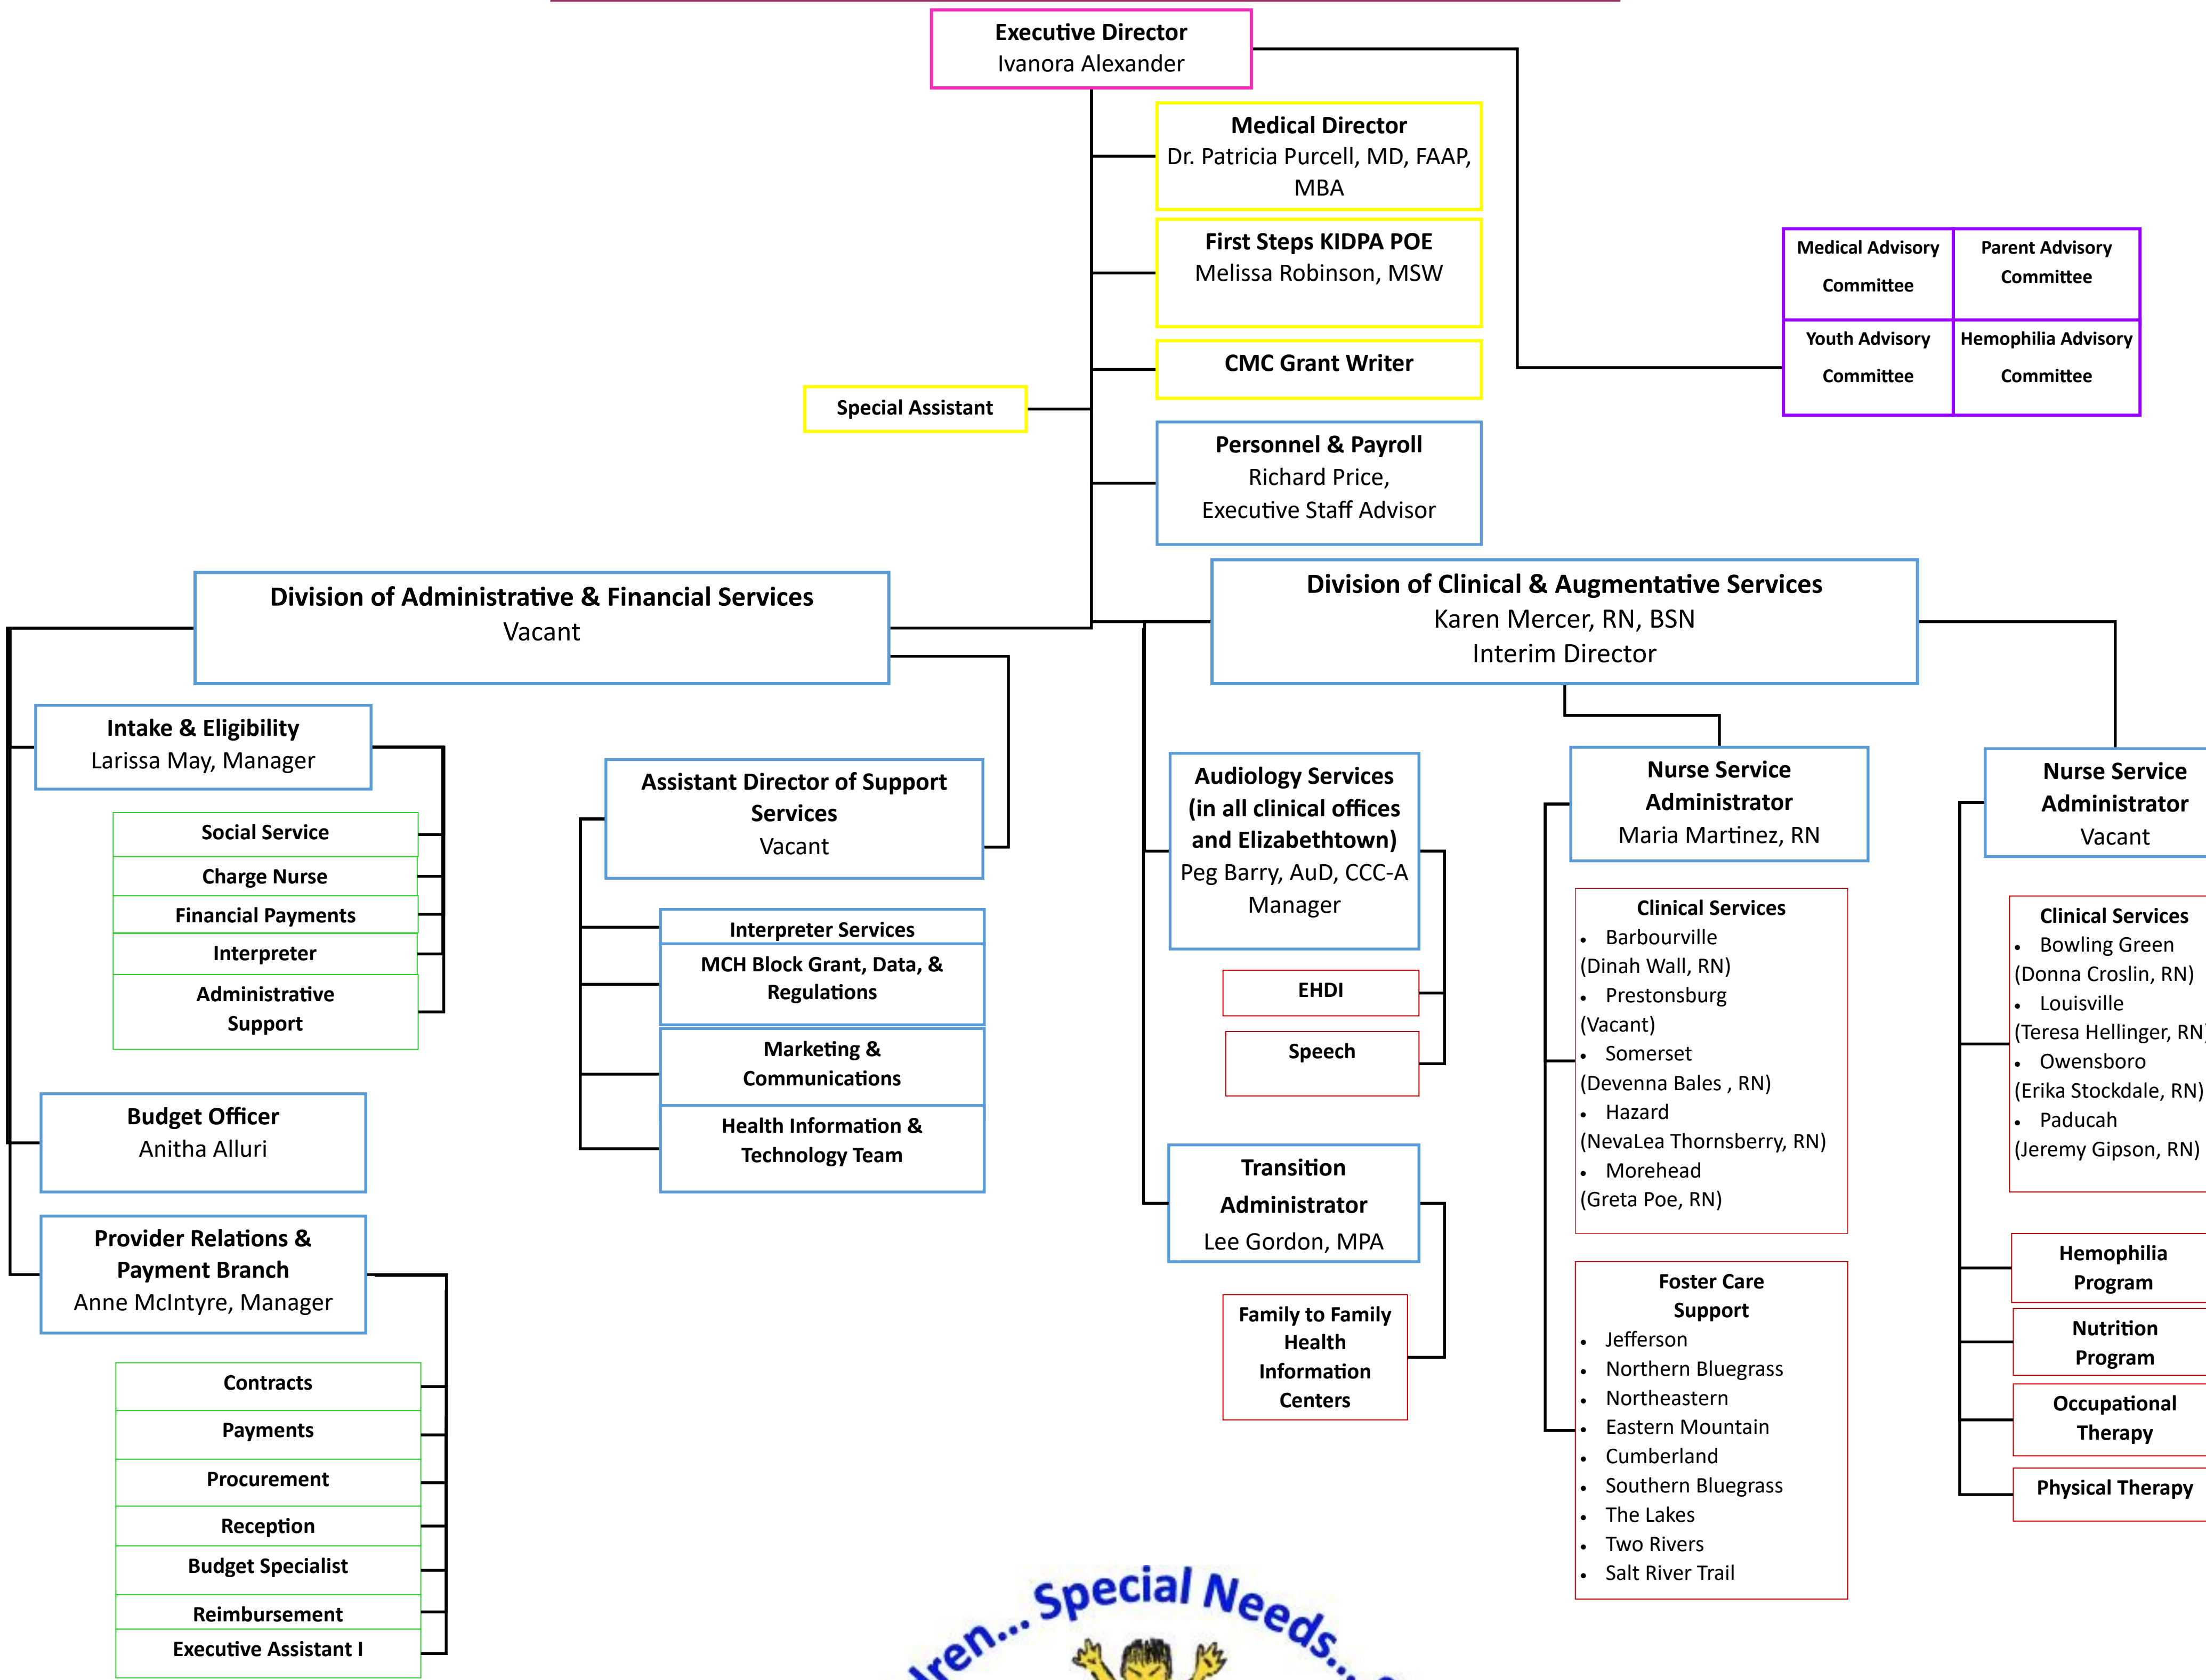 Executive Director
Ivanora Alexander
Medical Director
Dr. Patricia Purcell, MD, FAAP,
MBA
First Steps KIDPA POE
Melissa Robinson, MSW
CMC Grant Writer
Special Assistant
Personnel & Payroll
Richard Price,
Executive Staff Advisor
Medical Advisory
Committee
Parent Advisory
Committee
Youth Advisory
Committee
Hemophilia Advisory
Committee
Division of Administrative & Financial Services
Vacant
Intake & Eligibility
Larissa May, Manager
Social Service
Charge Nurse
Financial Payments
Interpreter
Administrative
Support
Budget Officer
Anitha Alluri
Provider Relations &
Payment Branch
Anne McIntyre, Manager
Contracts
Payments
Procurement
Reception
Budget Specialist
Reimbursement
Executive Assistant I
Assistant Director of Support
Services
Vacant
Interpreter Services
MCH Block Grant, Data, &
Regulations
Marketing &
Communications
Health Information &
Technology Team
Division of Clinical & Augmentative Services
Karen Mercer, RN, BSN
Interim Director
Audiology Services
(in all clinical offices
and Elizabethtown)
Peg Barry, AuD, CCC-A
Manager
EHDI
Speech
Transition
Administrator
Lee Gordon, MPA
Family to Family
Health
Information
Centers
Nurse Service
Administrator
Maria Martinez, RN
Clinical Services
• Barbourville
(Dinah Wall, RN)
• Prestonsburg
(Vacant)
• Somerset
(Devenna Bales , RN)
• Hazard
(NevaLea Thornsberry, RN)
• Morehead
(Greta Poe, RN)
Foster Care
Support
• Jefferson
• Northern Bluegrass
• Northeastern
• Eastern Mountain
• Cumberland
• Southern Bluegrass
• The Lakes
• Two Rivers
• Salt River Trail
Nurse Service
Administrator
Vacant
Clinical Services
• Bowling Green
(Donna Croslin, RN)
• Louisville
(Teresa Hellinger, RN)
• Owensboro
(Erika Stockdale, RN)
• Paducah
(Jeremy Gipson, RN)
Hemophilia
Program
Nutrition
Program
Occupational
Therapy
Physical Therapy
Special Needs...